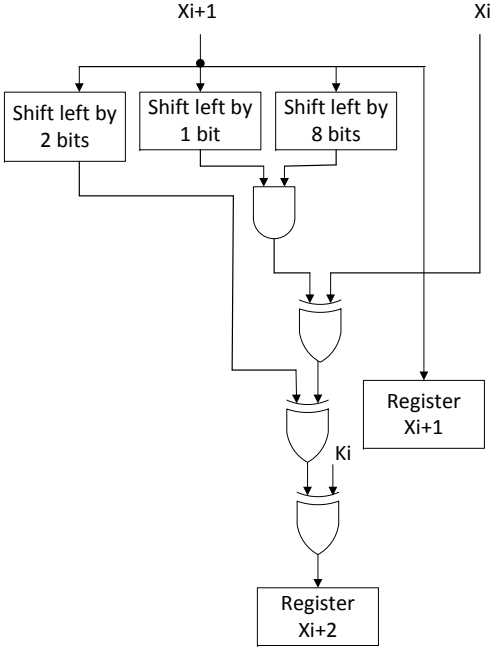 Xi+1
Xi
Shift left by
2 bits
Shift left by
1 bit
Shift left by
8 bits
Register
Xi+1
Ki
Register
Xi+2